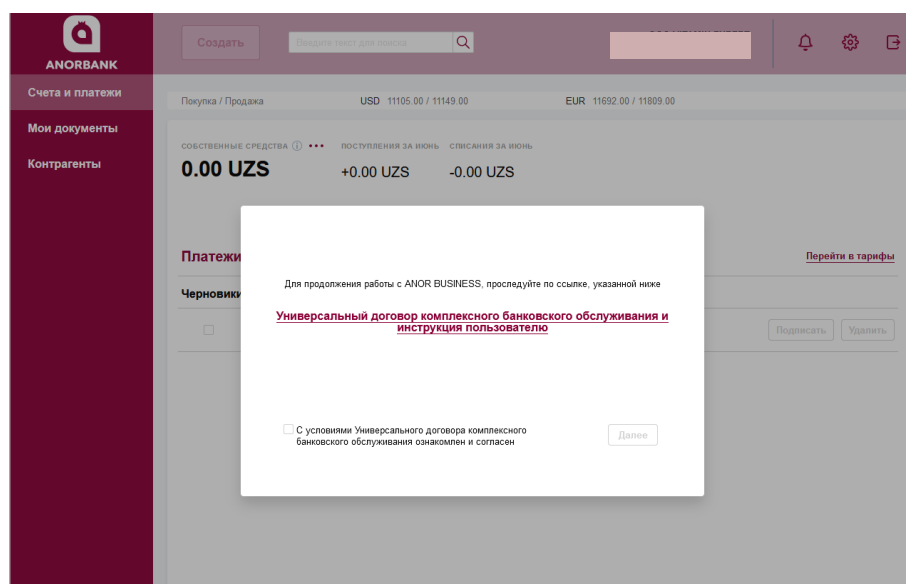 ANORBANK
Создать
Введите текст для поиска
Счета и платежи
Мои документы
Контрагенты
Покупка / Продажа USD 11105.00 / 11149.00 EUR 11692.00 / 11809.00
СОБСТВЕННЫЕ СРЕДСТВА ПОСТУПЛЕНИЯ ЗА ИЮНЬ СПИСАНИЯ ЗА ИЮНЬ
0.00 UZS +0.00 UZS -0.00 UZS
Платежи
Перейти в тарифы
Черновики
Подписать Удалить
Для продолжения работы с ANOR BUSINESS, проследуйте по ссылке, указанной ниже
Универсальный договор комплексного банковского обслуживания и
инструкция пользователю
С условиями Универсального договора комплексного
банковского обслуживания ознакомлен и согласен
Далее